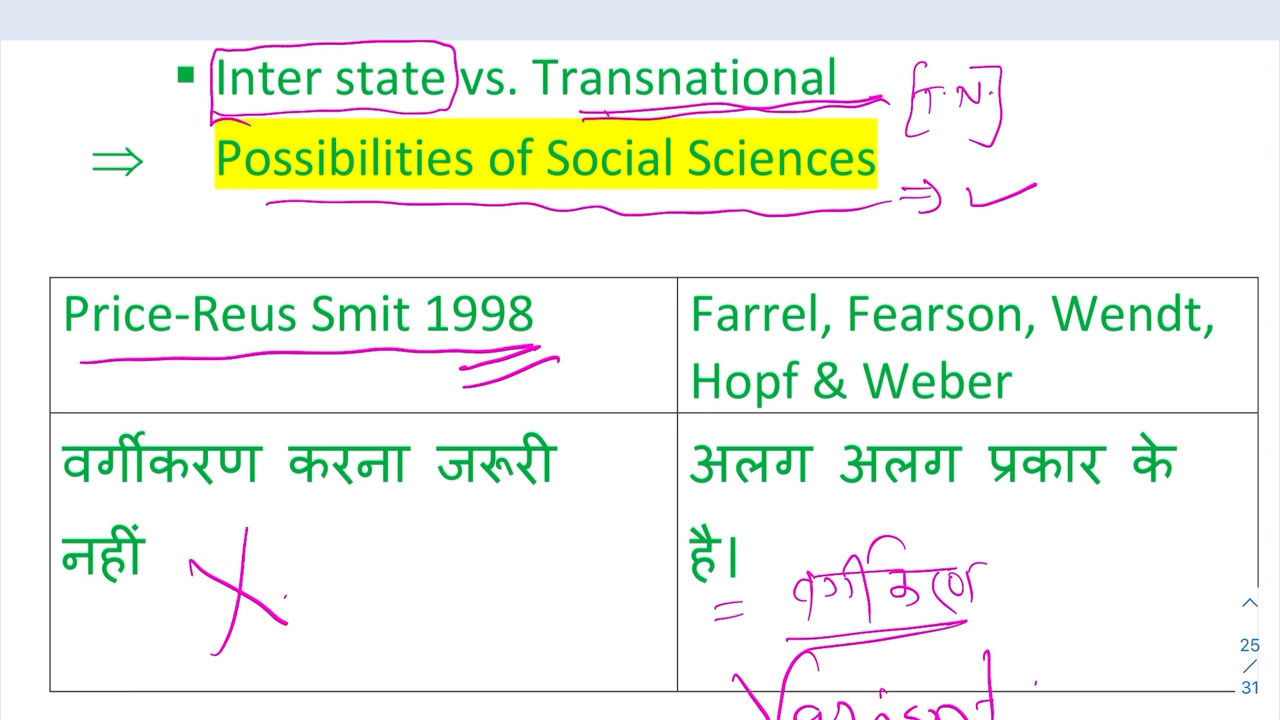 ▪ Inter state vs. Transnational [T.N.]
⇒ Possibilities of Social Sciences ⇒ ✓
Price-Reus Smit 1998
Farrel, Fearson, Wendt,
Hopf & Weber
वर्गीकरण करना जरूरी
नहीं
अलग अलग प्रकार के
है।
= वर्गीकरण
25
/
31